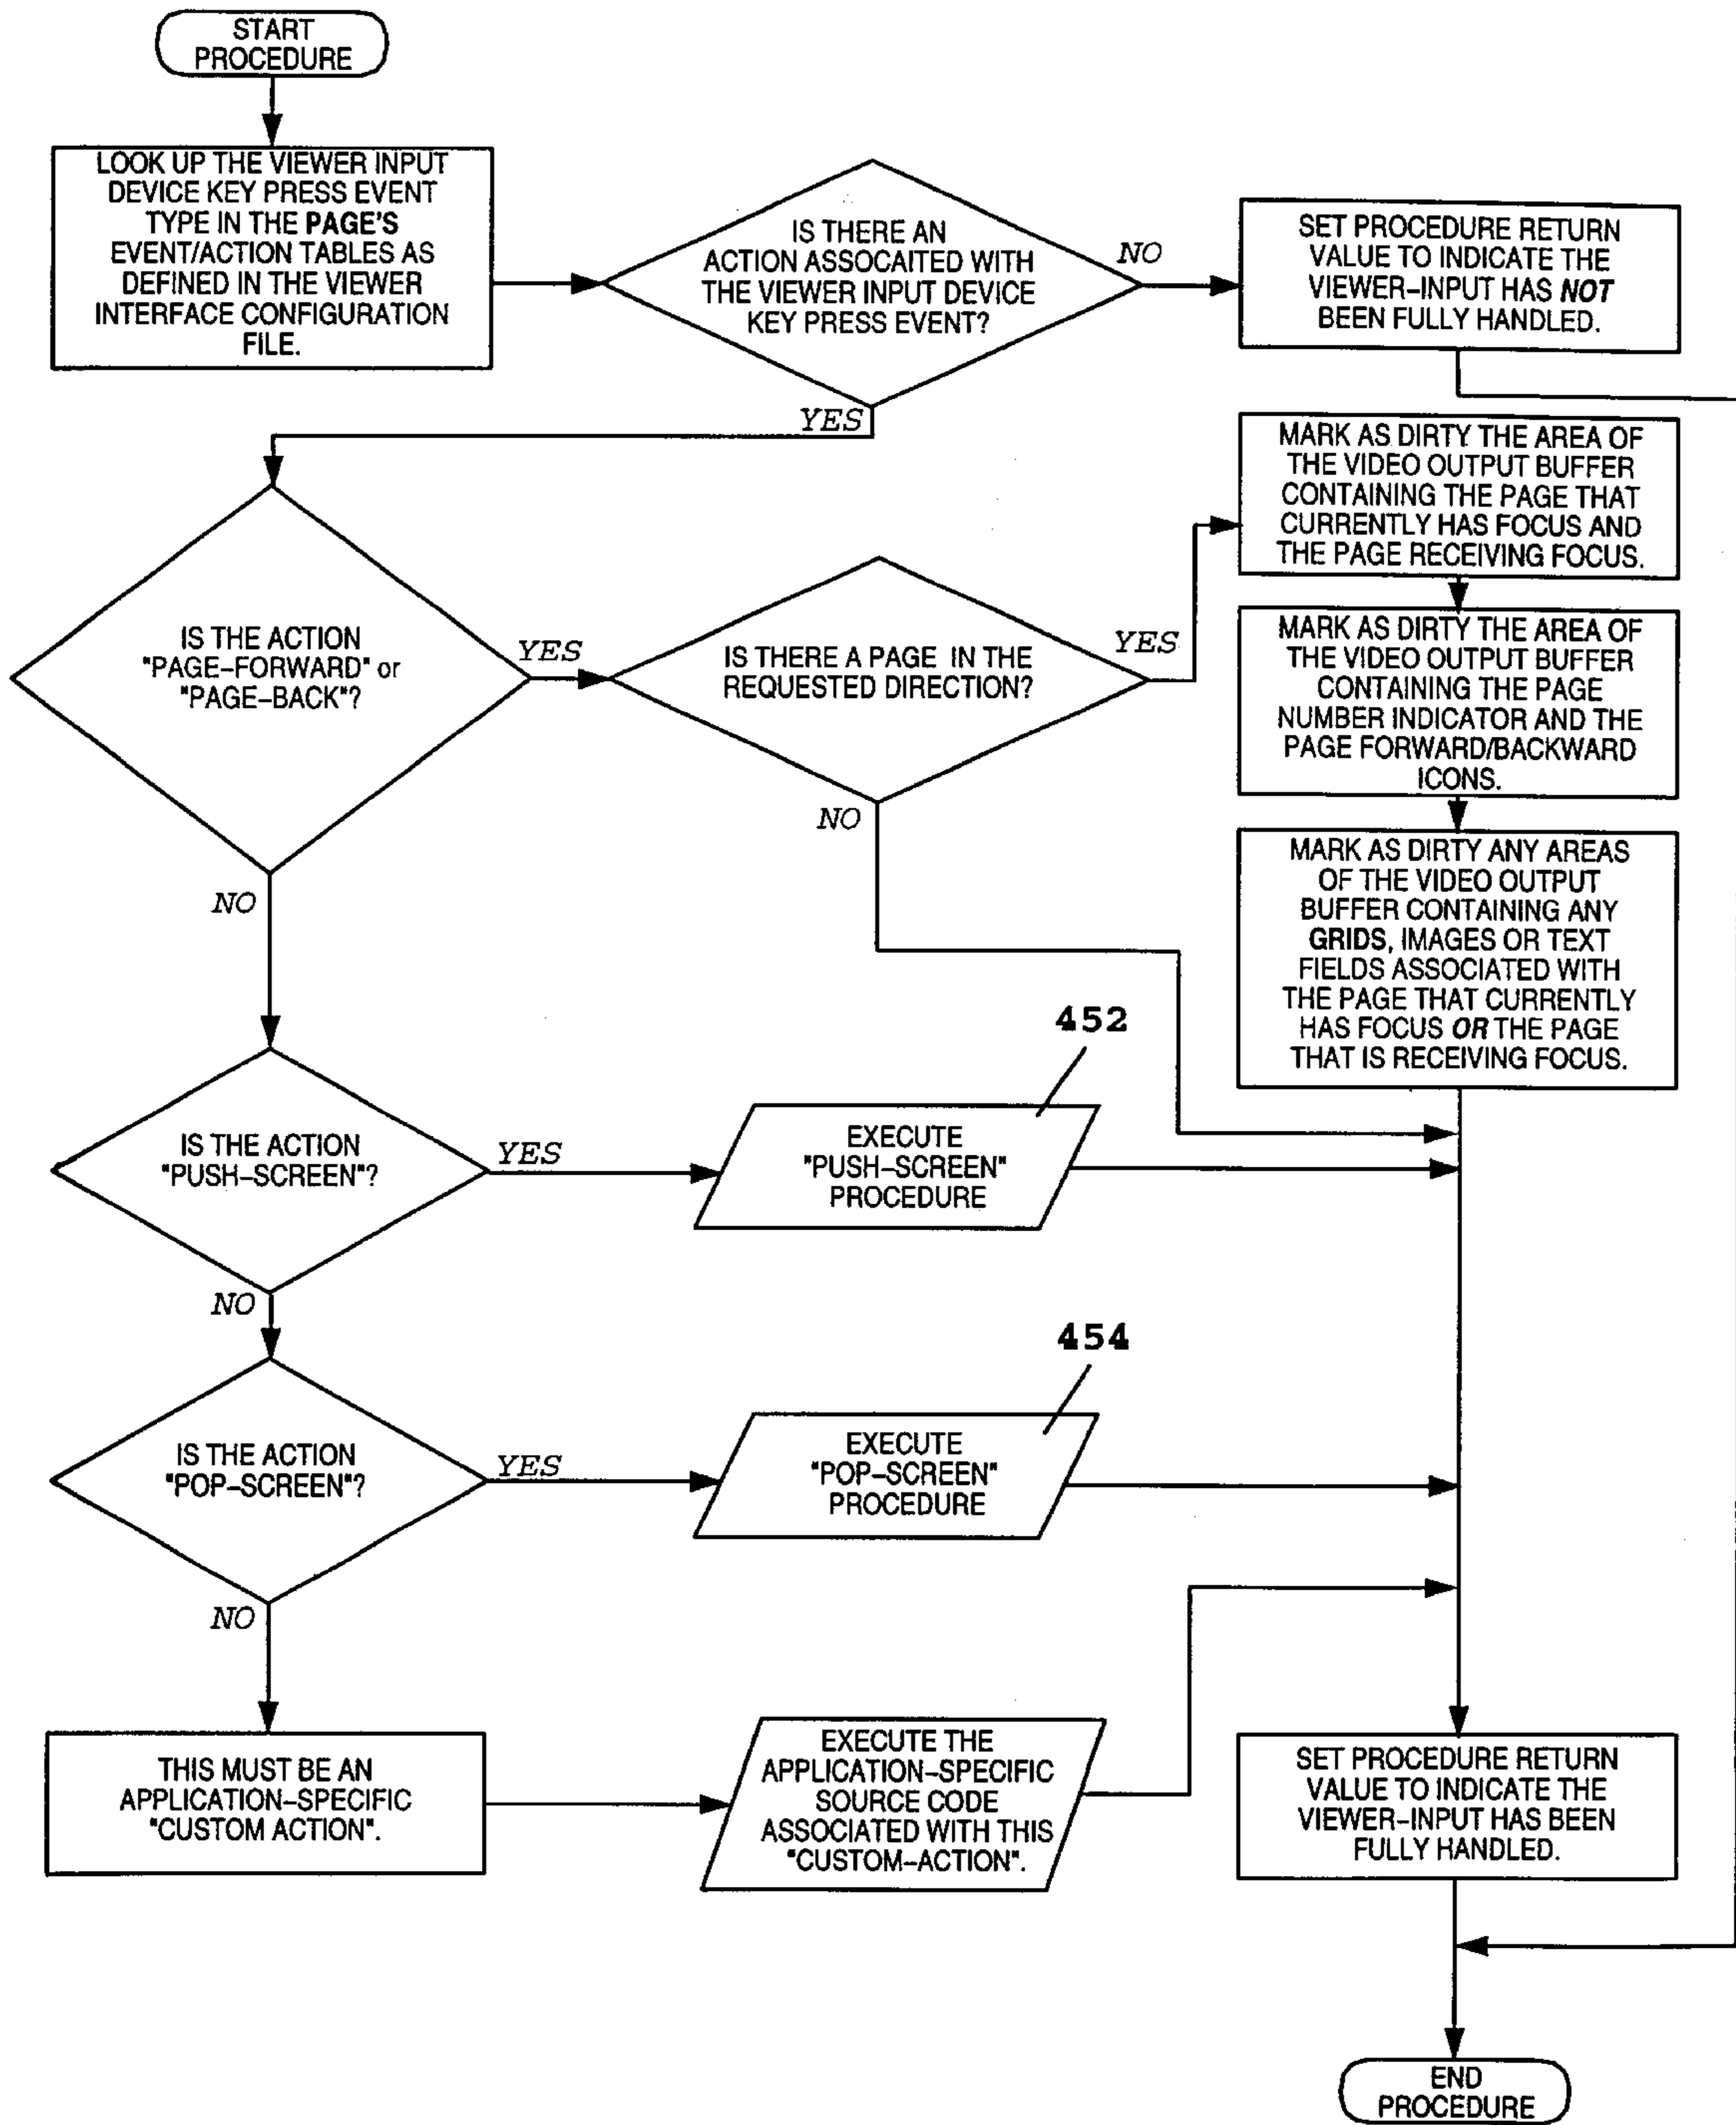 START
PROCEDURE
LOOK UP THE VIEWER INPUT
DEVICE KEY PRESS EVENT
TYPE IN THE PAGE'S
EVENT/ACTION TABLES AS
DEFINED IN THE VIEWER
INTERFACE CONFIGURATION
FILE.
IS THERE AN
ACTION ASSOCAITED WITH
THE VIEWER INPUT DEVICE
KEY PRESS EVENT?
NO
SET PROCEDURE RETURN
VALUE TO INDICATE THE
VIEWER–INPUT HAS NOT
BEEN FULLY HANDLED.
YES
IS THE ACTION
"PAGE–FORWARD" or
"PAGE–BACK"?
YES
IS THERE A PAGE IN THE
REQUESTED DIRECTION?
YES
MARK AS DIRTY THE AREA OF
THE VIDEO OUTPUT BUFFER
CONTAINING THE PAGE THAT
CURRENTLY HAS FOCUS AND
THE PAGE RECEIVING FOCUS.
MARK AS DIRTY THE AREA OF
THE VIDEO OUTPUT BUFFER
CONTAINING THE PAGE
NUMBER INDICATOR AND THE
PAGE FORWARD/BACKWARD
ICONS.
NO
MARK AS DIRTY ANY AREAS
OF THE VIDEO OUTPUT
BUFFER CONTAINING ANY
GRIDS, IMAGES OR TEXT
FIELDS ASSOCIATED WITH
THE PAGE THAT CURRENTLY
HAS FOCUS OR THE PAGE
THAT IS RECEIVING FOCUS.
NO
IS THE ACTION
"PUSH–SCREEN"?
YES
452
EXECUTE
"PUSH–SCREEN"
PROCEDURE
NO
IS THE ACTION
"POP–SCREEN"?
YES
454
EXECUTE
"POP–SCREEN"
PROCEDURE
NO
THIS MUST BE AN
APPLICATION–SPECIFIC
"CUSTOM ACTION".
EXECUTE THE
APPLICATION–SPECIFIC
SOURCE CODE
ASSOCIATED WITH THIS
"CUSTOM–ACTION".
SET PROCEDURE RETURN
VALUE TO INDICATE THE
VIEWER–INPUT HAS BEEN
FULLY HANDLED.
END
PROCEDURE